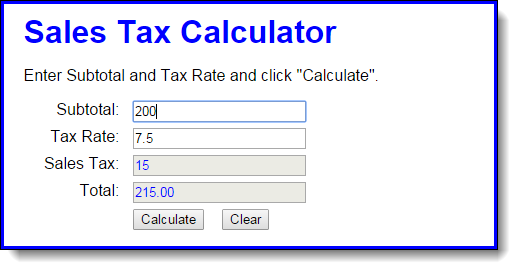 Sales Tax Calculator
Enter Subtotal and Tax Rate and click "Calculate".
Subtotal: 200
Tax Rate: 7.5
Sales Tax: 15
Total: 215.00
Calculate Clear